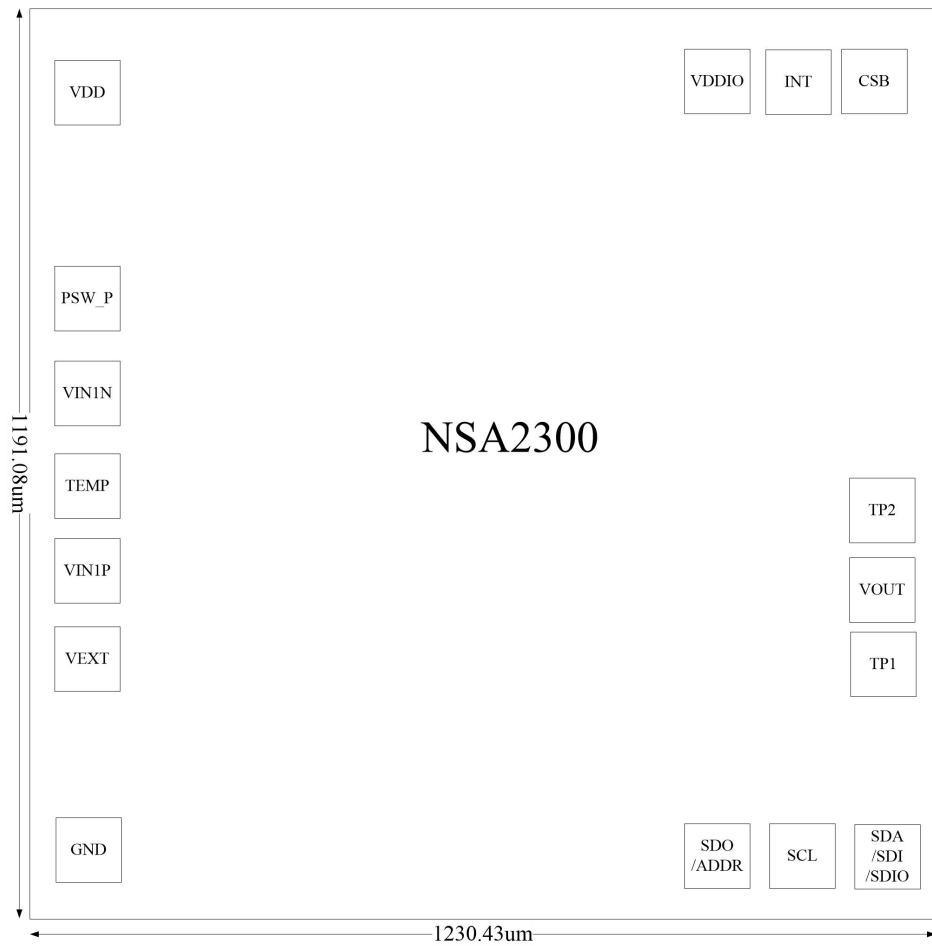 VDD
VDDIO
INT
CSB
PSW_P
VIN1N
1191.08um
NSA2300
TEMP
TP2
VIN1P
VOUT
VEXT
TP1
GND
SDO
/ADDR
SCL
SDA
/SDI
/SDIO
1230.43um